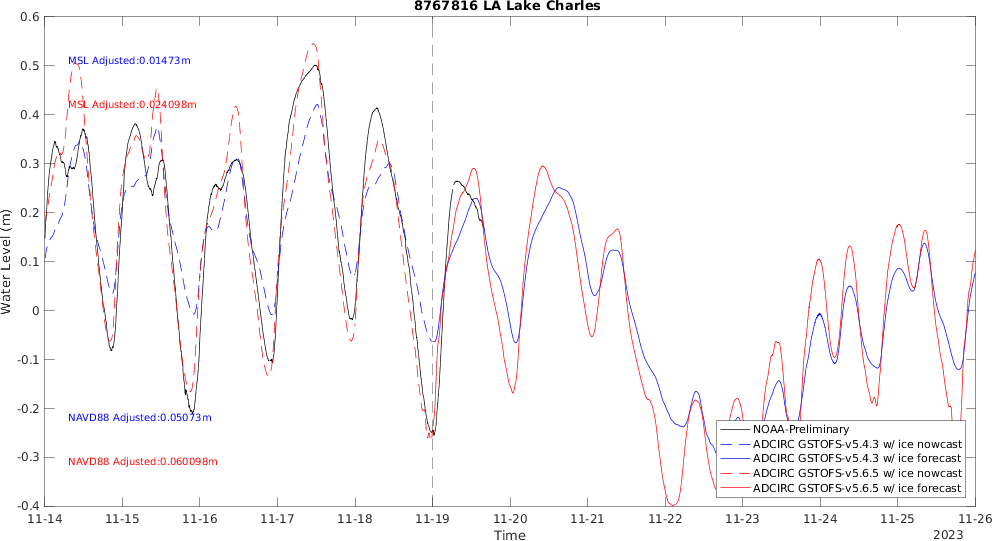 8767816 LA Lake Charles
0.6
0.5
0.4
0.3
0.2
0.1
0
-0.1
-0.2
-0.3
-0.4
Water Level (m)
MSL Adjusted:0.01473m
MSL Adjusted:0.024098m
NAVD88 Adjusted:0.05073m
NAVD88 Adjusted:0.060098m
NOAA-Preliminary
ADCIRC GSTOFS-v5.4.3 w/ ice nowcast
ADCIRC GSTOFS-v5.4.3 w/ ice forecast
ADCIRC GSTOFS-v5.6.5 w/ ice nowcast
ADCIRC GSTOFS-v5.6.5 w/ ice forecast
11-14 11-15 11-16 11-17 11-18 11-19 11-20 11-21 11-22 11-23 11-24 11-25 11-26
Time
2023